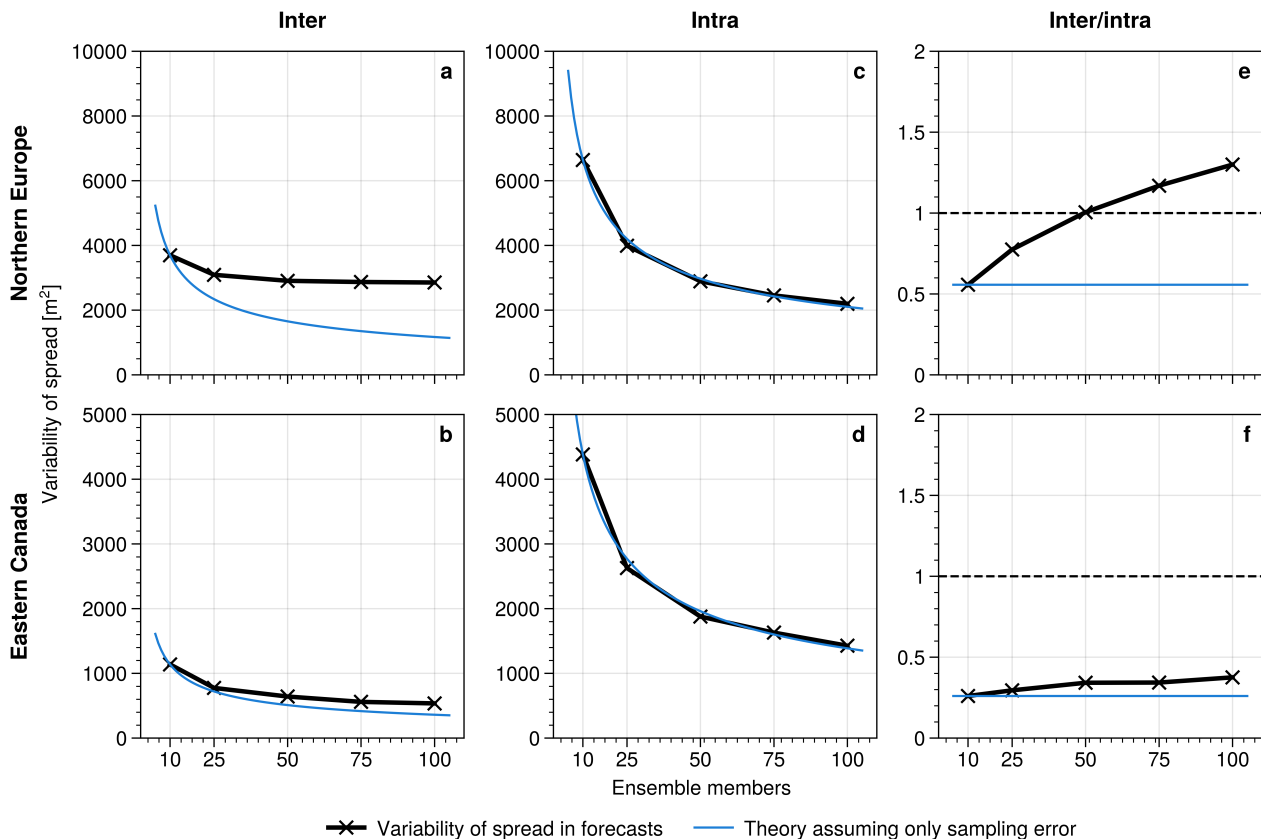 Inter
Intra
Inter/intra
Northern Europe
Eastern Canada
Variability of spread [m²]
a
10000
8000
6000
4000
2000
0
c
10000
8000
6000
4000
2000
0
e
2
1.5
1
0.5
0
b
5000
4000
3000
2000
1000
0
10 25 50 75 100
d
5000
4000
3000
2000
1000
0
10 25 50 75 100
f
2
1.5
1
0.5
0
10 25 50 75 100
Ensemble members
Variability of spread in forecasts
Theory assuming only sampling error